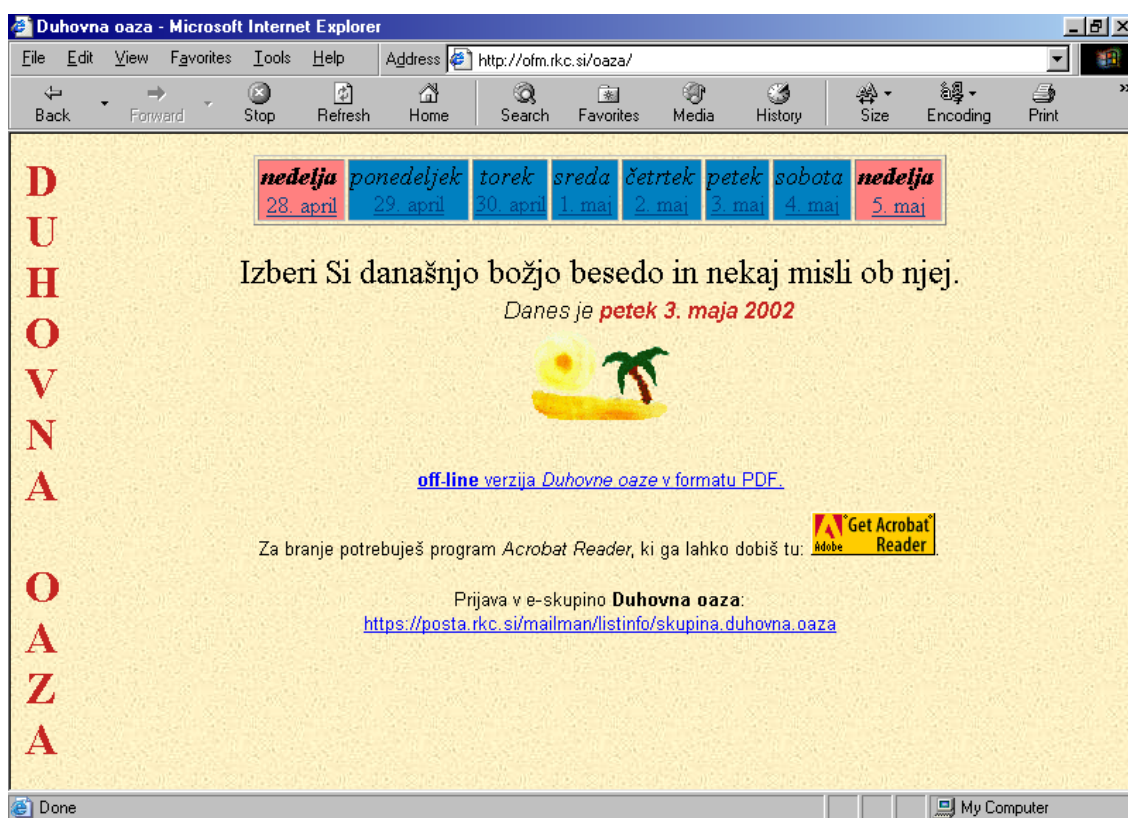 Duhovna oaza - Microsoft Internet Explorer
File Edit View Favorites Tools Help Address http://ofm.rkc.si/oaza/
Back Forward Stop Refresh Home Search Favorites Media History Size Encoding Print »
DUHOVNA OAZA
nedelja ponedeljek torek sreda četrtek petek sobota nedelja
28. april 29. april 30. april 1. maj 2. maj 3. maj 4. maj 5. maj
Izberi Si današnjo božjo besedo in nekaj misli ob njej.
Danes je petek 3. maja 2002
off-line verzija Duhovne oaze v formatu PDF.
Za branje potrebuješ program Acrobat Reader, ki ga lahko dobiš tu: Adobe Get Acrobat Reader.
Prijava v e-skupino Duhovna oaza:
https://posta.rkc.si/mailman/listinfo/skupina.duhovna.oaza
Done My Computer